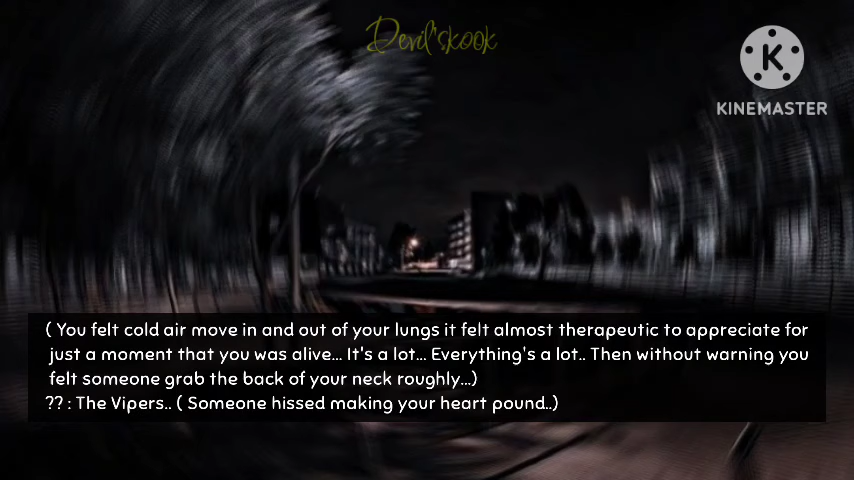 Devil'skook
KINEMASTER
( You felt cold air move in and out of your lungs it felt almost therapeutic to appreciate for
just a moment that you was alive... It's a lot... Everything's a lot.. Then without warning you
felt someone grab the back of your neck roughly...)
?? : The Vipers.. ( Someone hissed making your heart pound..)